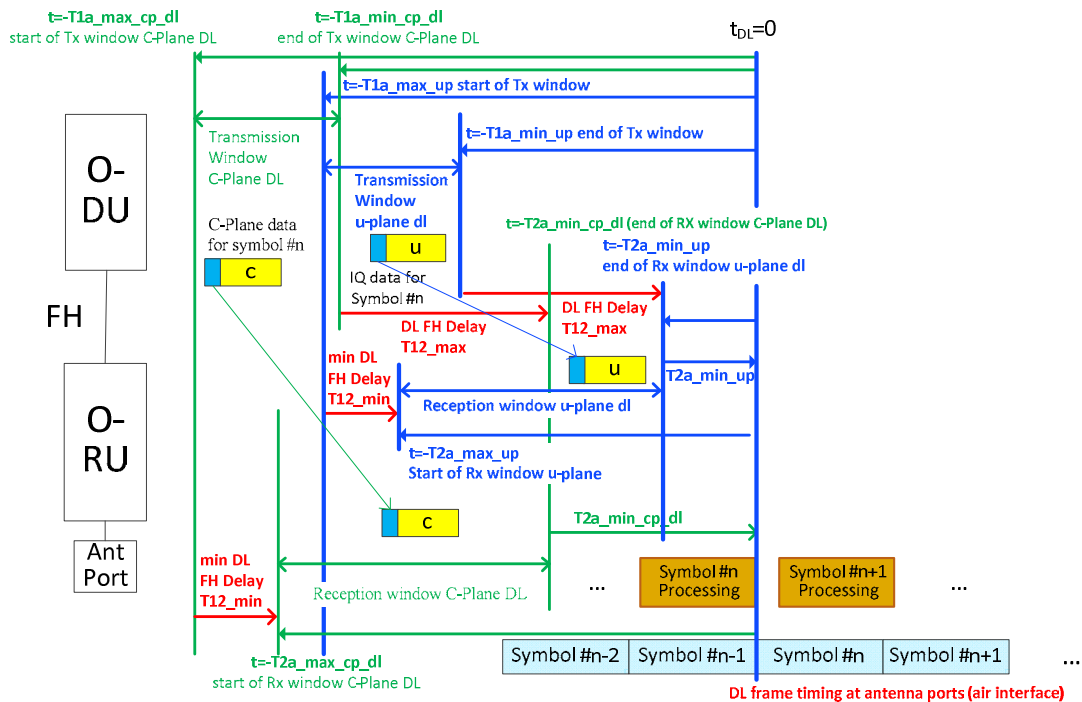 t=-T1a_max_cp_dl
start of Tx window C-Plane DL
t=-T1a_min_cp_dl
end of Tx window C-Plane DL
t_DL=0
t=-T1a_max_up start of Tx window
t=-T1a_min_up end of Tx window
Transmission
Window
C-Plane DL
O-
DU
Transmission
Window
u-plane dl
C-Plane data
for symbol #n
c
u
IQ data for
Symbol #n
t=-T2a_min_cp_dl (end of RX window C-Plane DL)
t=-T2a_min_up
end of Rx window u-plane dl
FH
DL FH Delay
T12_max
DL FH Delay
T12_max
min DL
FH Delay
T12_min
u
T2a_min_up
Reception window u-plane dl
O-
RU
t=-T2a_max_up
Start of Rx window u-plane
c
T2a_min_cp_dl
Ant
Port
min DL
FH Delay
T12_min
Reception window C-Plane DL
...
Symbol #n
Processing
Symbol #n+1
Processing
...
t=-T2a_max_cp_dl
start of Rx window C-Plane DL
Symbol #n-2
Symbol #n-1
Symbol #n
Symbol #n+1
...
DL frame timing at antenna ports (air interface)